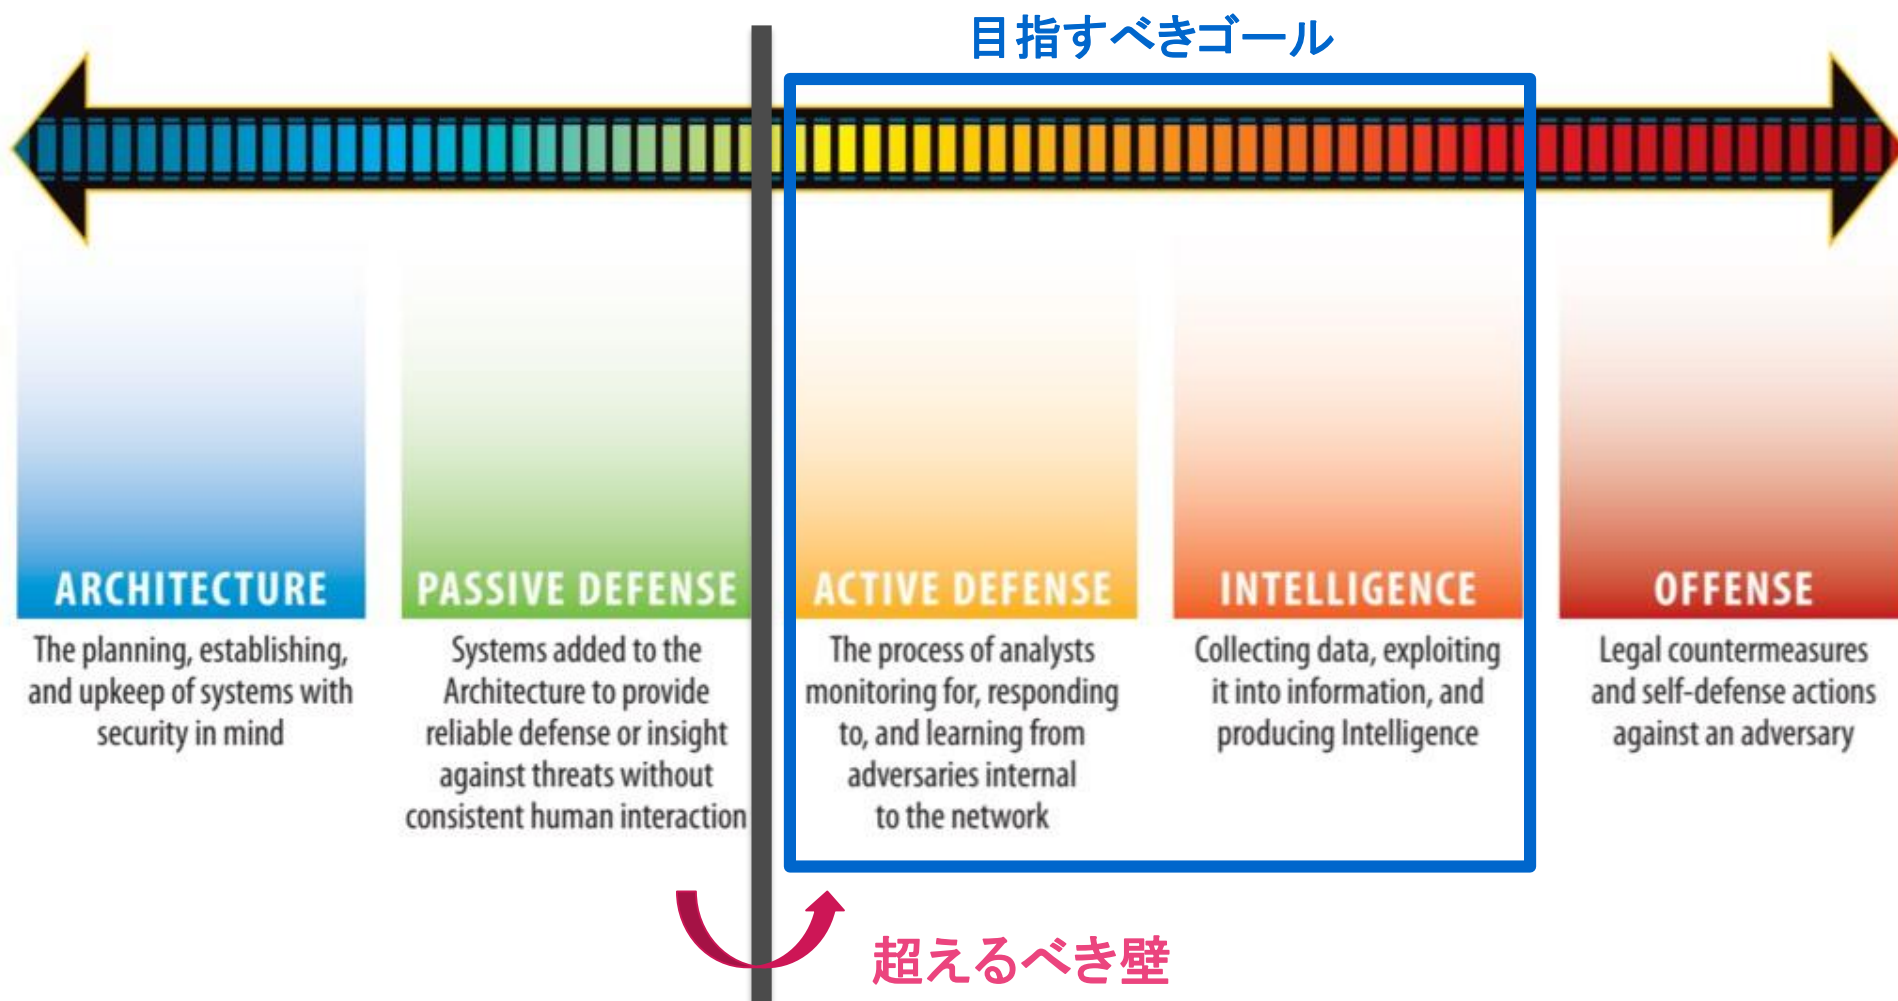 目指すべきゴール
ARCHITECTURE
The planning, establishing,
and upkeep of systems with
security in mind
PASSIVE DEFENSE
Systems added to the
Architecture to provide
reliable defense or insight
against threats without
consistent human interaction
ACTIVE DEFENSE
The process of analysts
monitoring for, responding
to, and learning from
adversaries internal
to the network
INTELLIGENCE
Collecting data, exploiting
it into information, and
producing Intelligence
OFFENSE
Legal countermeasures
and self-defense actions
against an adversary
超えるべき壁